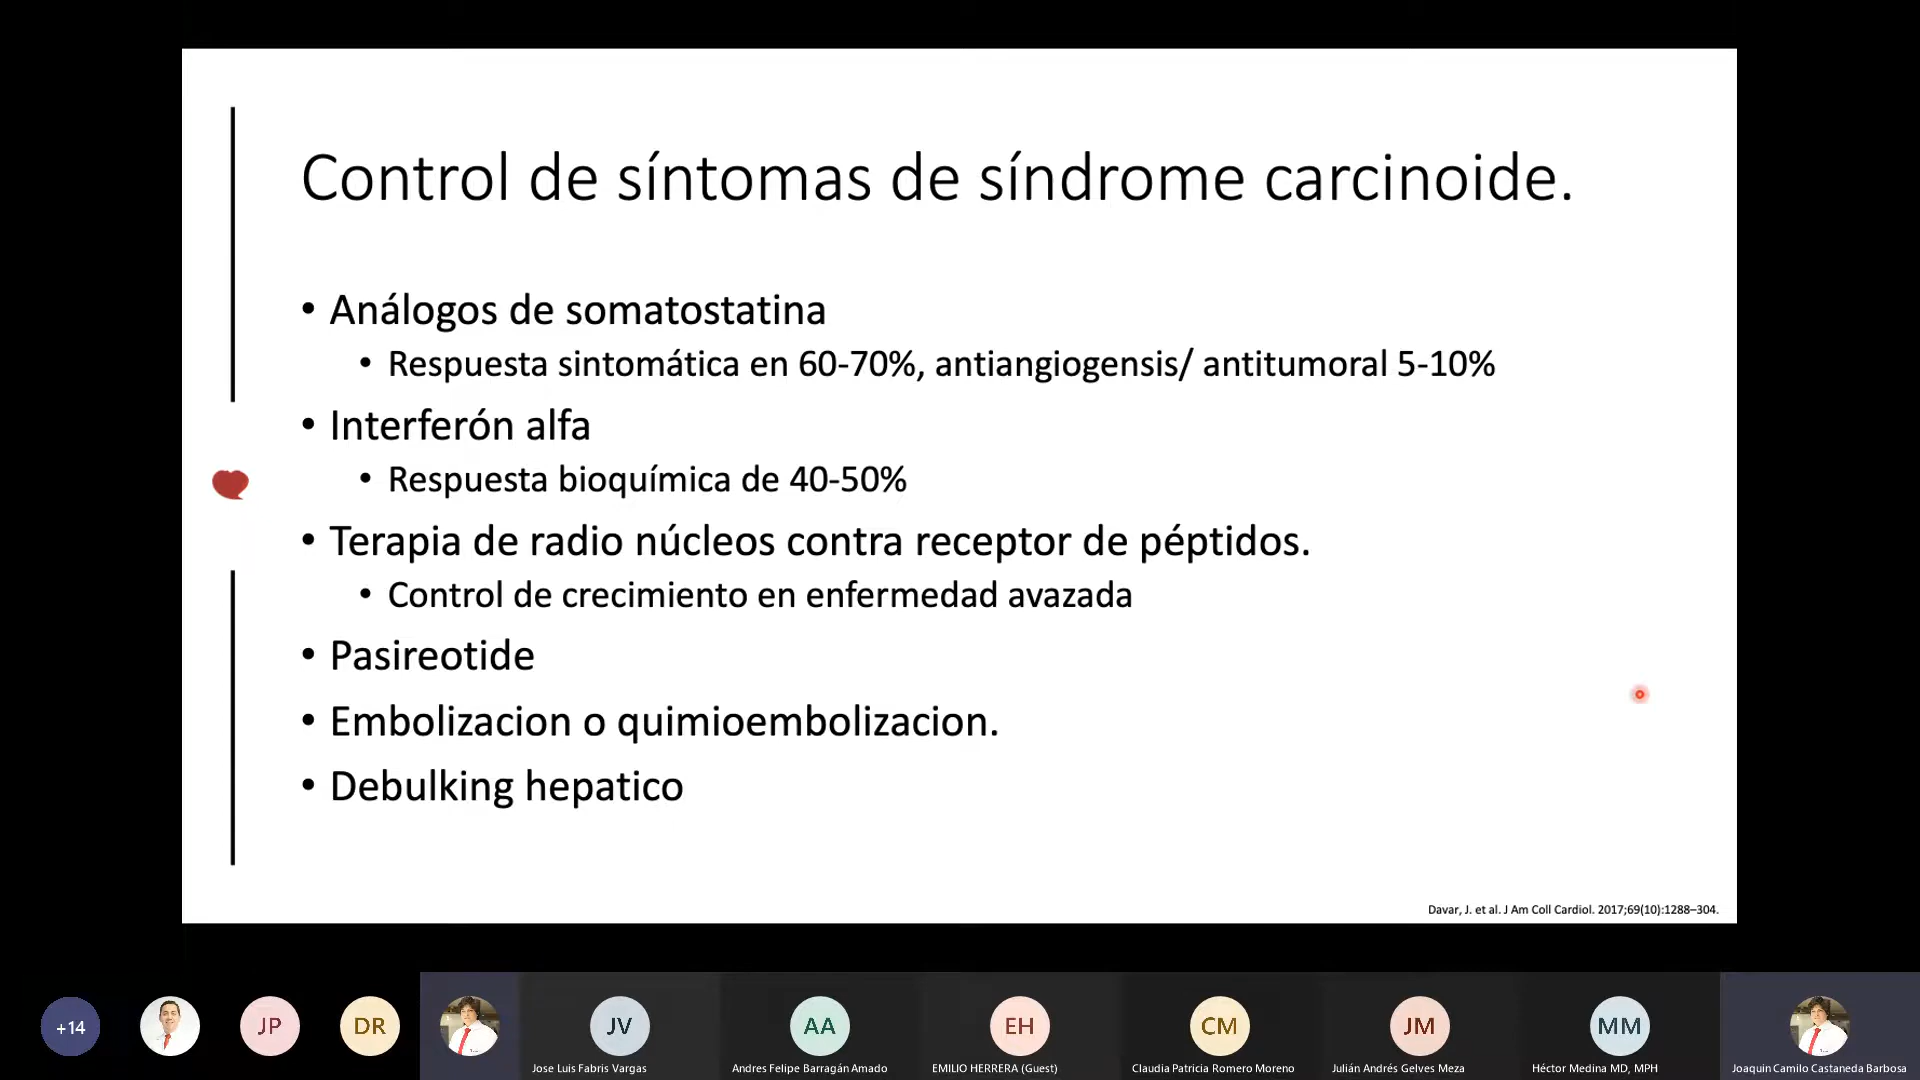 Control de síntomas de síndrome carcinoide.
• Análogos de somatostatina
• Respuesta sintomática en 60-70%, antiangiogensis/ antitumoral 5-10%
• Interferón alfa
• Respuesta bioquímica de 40-50%
• Terapia de radio núcleos contra receptor de péptidos.
• Control de crecimiento en enfermedad avazada
• Pasireotide
• Embolizacion o quimioembolizacion.
• Debulking hepatico
Davar, J. et al. J Am Coll Cardiol. 2017;69(10):1288–304.
+14
JP
DR
JV
AA
EH
CM
JM
MM
Jose Luis Fabris Vargas
Andres Felipe Barragán Amado
EMILIO HERRERA (Guest)
Claudia Patricia Romero Moreno
Julián Andrés Gelves Meza
Héctor Medina MD, MPH
Joaquin Camilo Castaneda Barbosa